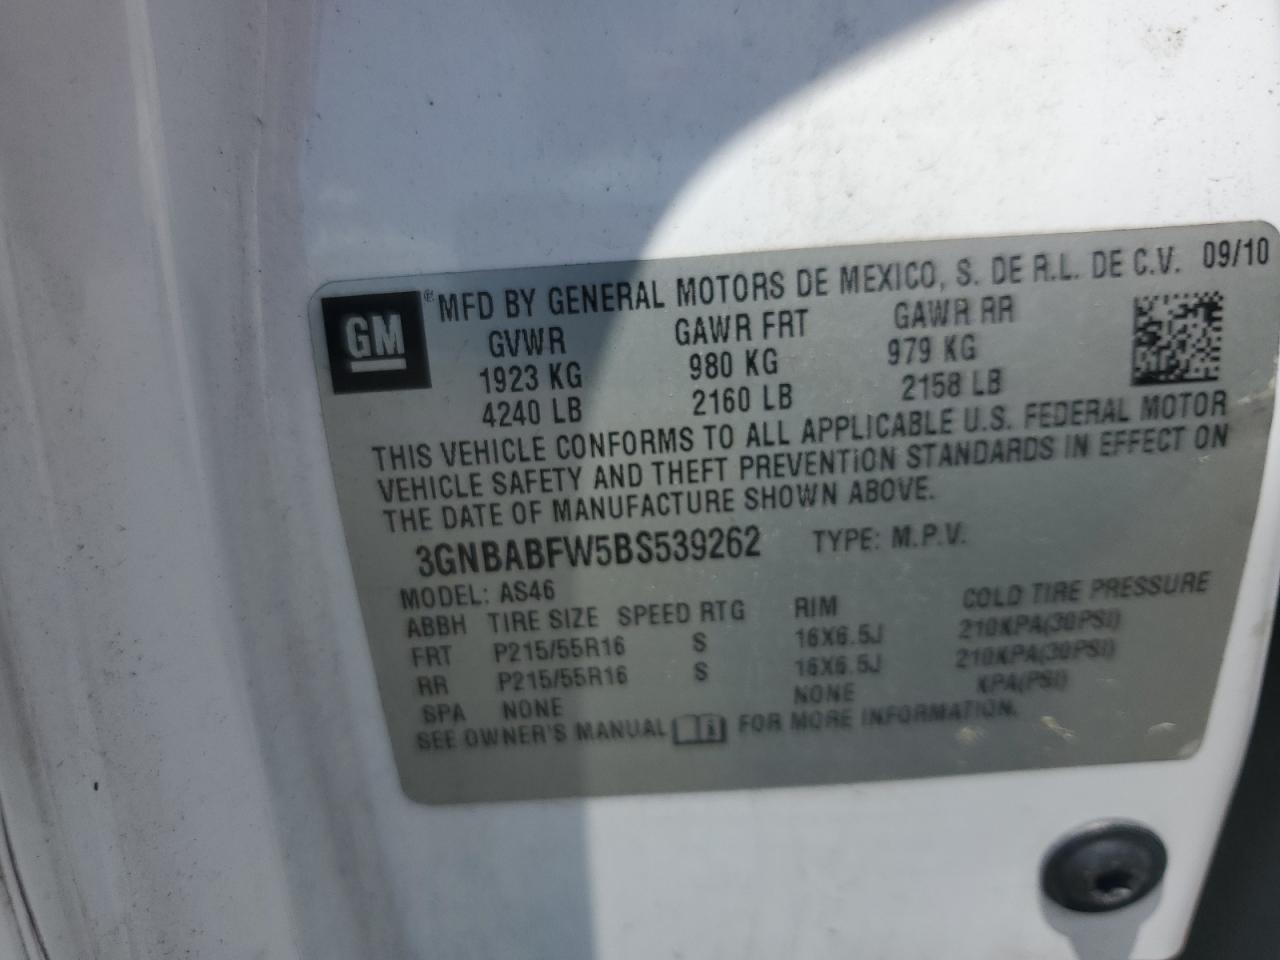 GM ® MFD BY GENERAL MOTORS DE MEXICO, S. DE R.L. DE C.V. 09/10
GVWR GAWR FRT GAWR RR
1923 KG 980 KG 979 KG
4240 LB 2160 LB 2158 LB
THIS VEHICLE CONFORMS TO ALL APPLICABLE U.S. FEDERAL MOTOR
VEHICLE SAFETY AND THEFT PREVENTION STANDARDS IN EFFECT ON
THE DATE OF MANUFACTURE SHOWN ABOVE.
3GNBABFW5BS539262 TYPE: M.P.V.
MODEL: AS46
ABBH TIRE SIZE SPEED RTG RIM COLD TIRE PRESSURE
FRT P215/55R16 S 16X6.5J 210KPA(30PSI)
RR P215/55R16 S 16X6.5J 210KPA(30PSI)
SPA NONE NONE KPA(PSI)
SEE OWNER'S MANUAL FOR MORE INFORMATION.